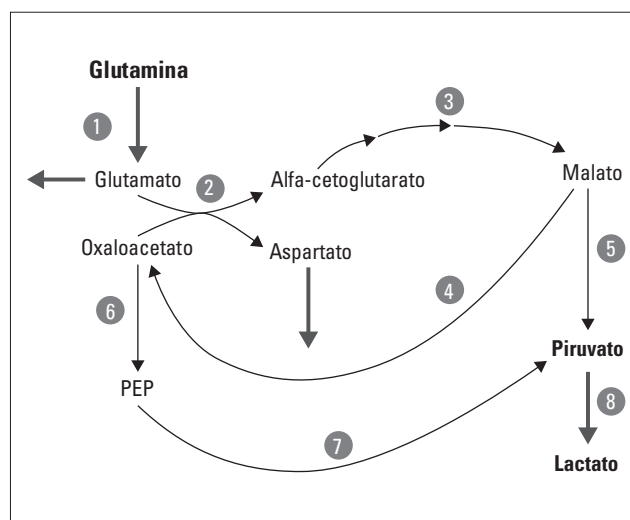 Glutamina
1
3
Glutamato
2
Alfa-cetoglutarato
Malato
Oxaloacetato
Aspartato
5
4
6
Piruvato
PEP
8
7
Lactato